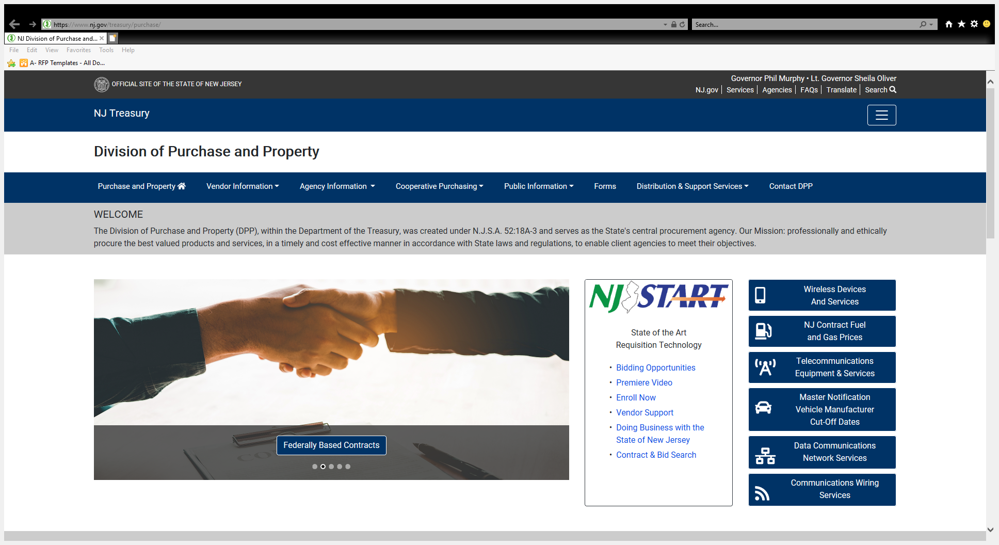 https://www.nj.gov/treasury/purchase/
Search...
NJ Division of Purchase and...
File Edit View Favorites Tools Help
A- RFP Templates - All Do...
OFFICIAL SITE OF THE STATE OF NEW JERSEY
Governor Phil Murphy • Lt. Governor Sheila Oliver
NJ.gov | Services | Agencies | FAQs | Translate | Search
NJ Treasury
Division of Purchase and Property
Purchase and Property Vendor Information Agency Information Cooperative Purchasing Public Information Forms Distribution & Support Services Contact DPP
WELCOME
The Division of Purchase and Property (DPP), within the Department of the Treasury, was created under N.J.S.A. 52:18A-3 and serves as the State's central procurement agency. Our Mission: professionally and ethically
procure the best valued products and services, in a timely and cost effective manner in accordance with State laws and regulations, to enable client agencies to meet their objectives.
Federally Based Contracts
NJ START
State of the Art
Requisition Technology
• Bidding Opportunities
• Premiere Video
• Enroll Now
• Vendor Support
• Doing Business with the
State of New Jersey
• Contract & Bid Search
Wireless Devices
And Services
NJ Contract Fuel
and Gas Prices
Telecommunications
Equipment & Services
Master Notification
Vehicle Manufacturer
Cut-Off Dates
Data Communications
Network Services
Communications Wiring
Services